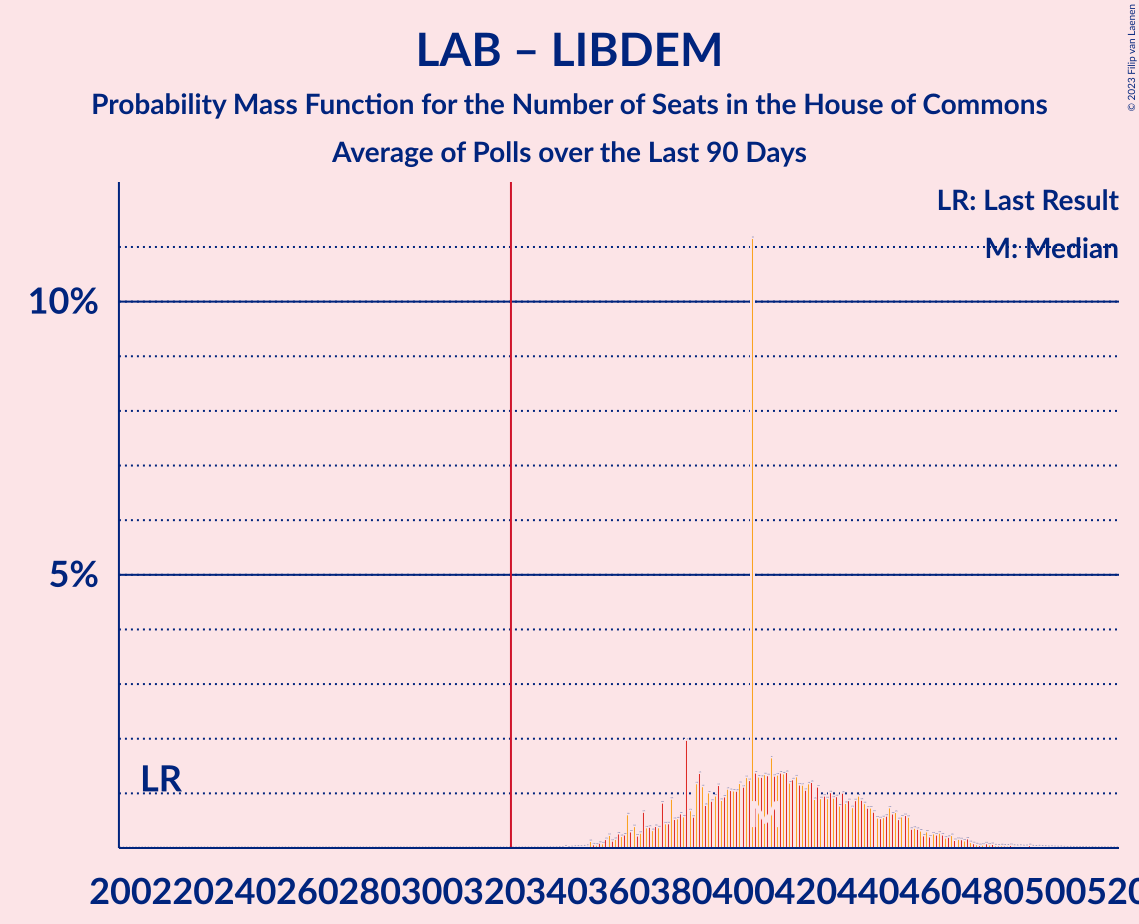 LAB – LIBDEM
Probability Mass Function for the Number of Seats in the House of Commons
Average of Polls over the Last 90 Days
© 2023 Filip van Laenen
LR: Last Result
M: Median
10%
5%
LR
M
200220240260280300320340360380400420440460480500520